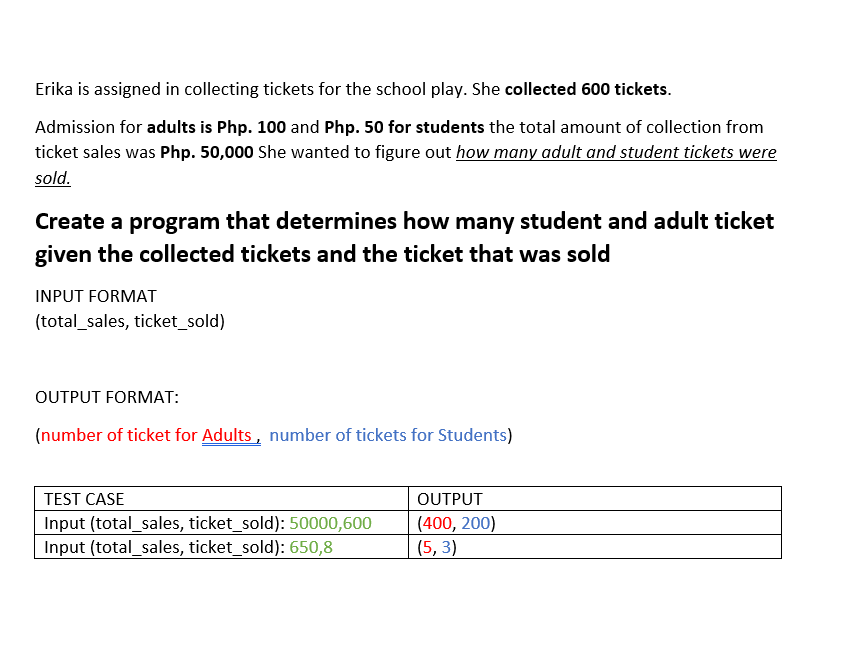 Erika is assigned in collecting tickets for the school play. She collected 600 tickets.
Admission for adults is Php. 100 and Php. 50 for students the total amount of collection from
ticket sales was Php. 50,000 She wanted to figure out how many adult and student tickets were
sold.
Create a program that determines how many student and adult ticket
given the collected tickets and the ticket that was sold
INPUT FORMAT
(total_sales, ticket_sold)
OUTPUT FORMAT:
(number of ticket for Adults , number of tickets for Students)
TEST CASE OUTPUT
Input (total_sales, ticket_sold): 50000,600 (400, 200)
Input (total_sales, ticket_sold): 650,8 (5, 3)